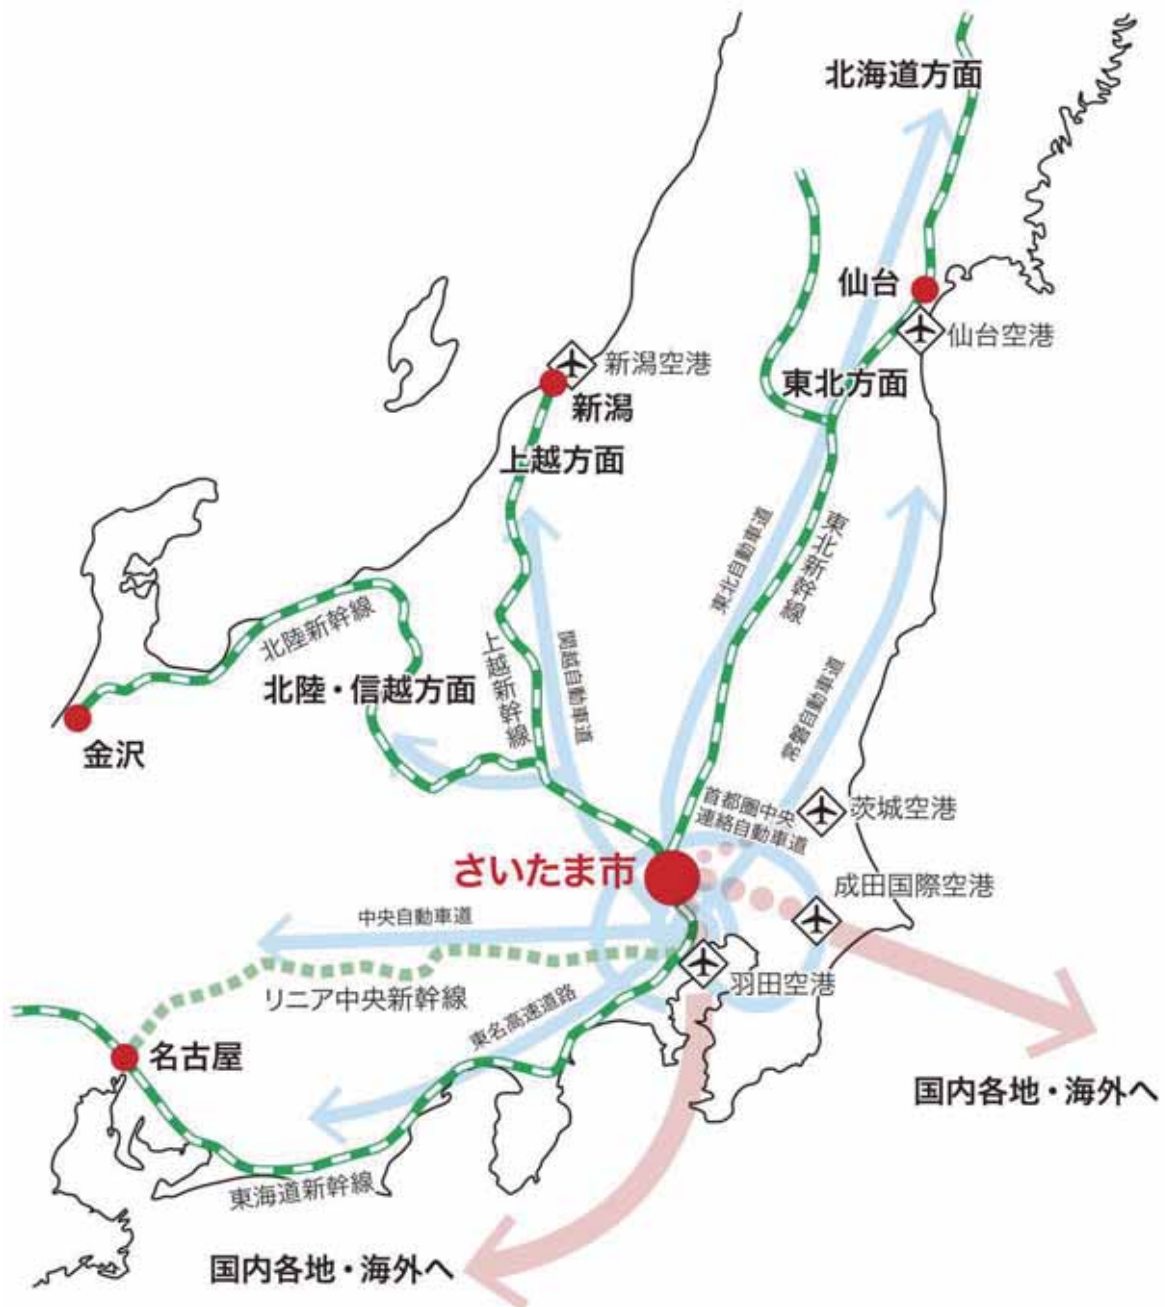 北海道方面
仙台
仙台空港
新潟空港
新潟
東北方面
上越方面
東北自動車道
東北新幹線
北陸新幹線
上越新幹線
関越自動車道
北陸・信越方面
常磐自動車道
金沢
首都圏中央
連絡自動車道
茨城空港
さいたま市
成田国際空港
中央自動車道
羽田空港
リニア中央新幹線
東名高速道路
名古屋
国内各地・海外へ
東海道新幹線
国内各地・海外へ